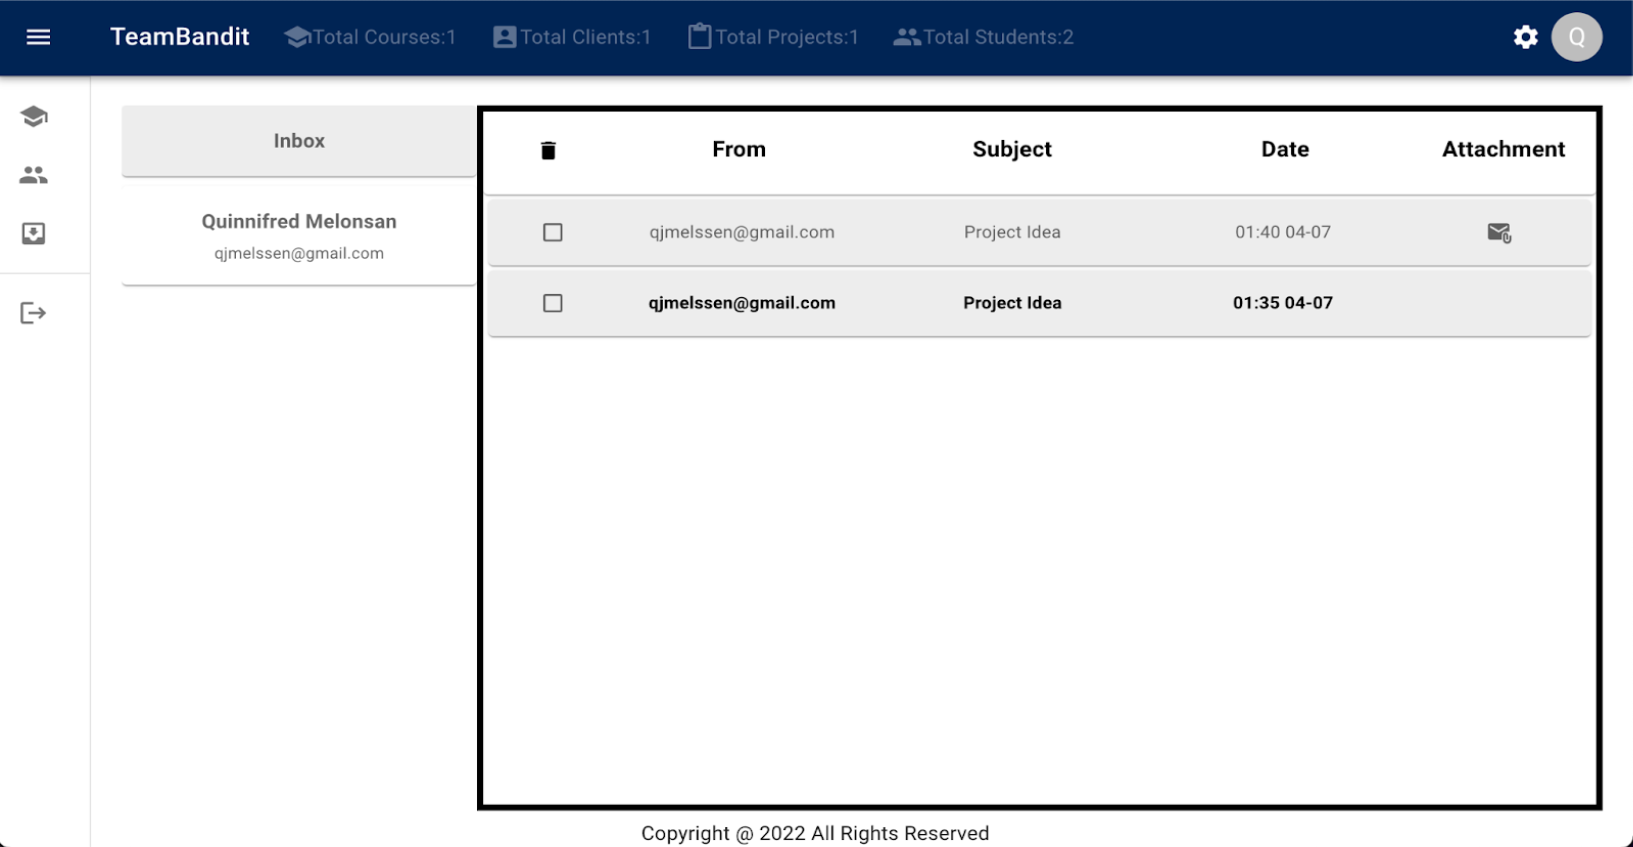 TeamBandit Total Courses:1 Total Clients:1 Total Projects:1 Total Students:2 Q
Inbox
Quinnifred Melonsan
qjmelssen@gmail.com
From Subject Date Attachment
qjmelssen@gmail.com Project Idea 01:40 04-07
qjmelssen@gmail.com Project Idea 01:35 04-07
Copyright @ 2022 All Rights Reserved